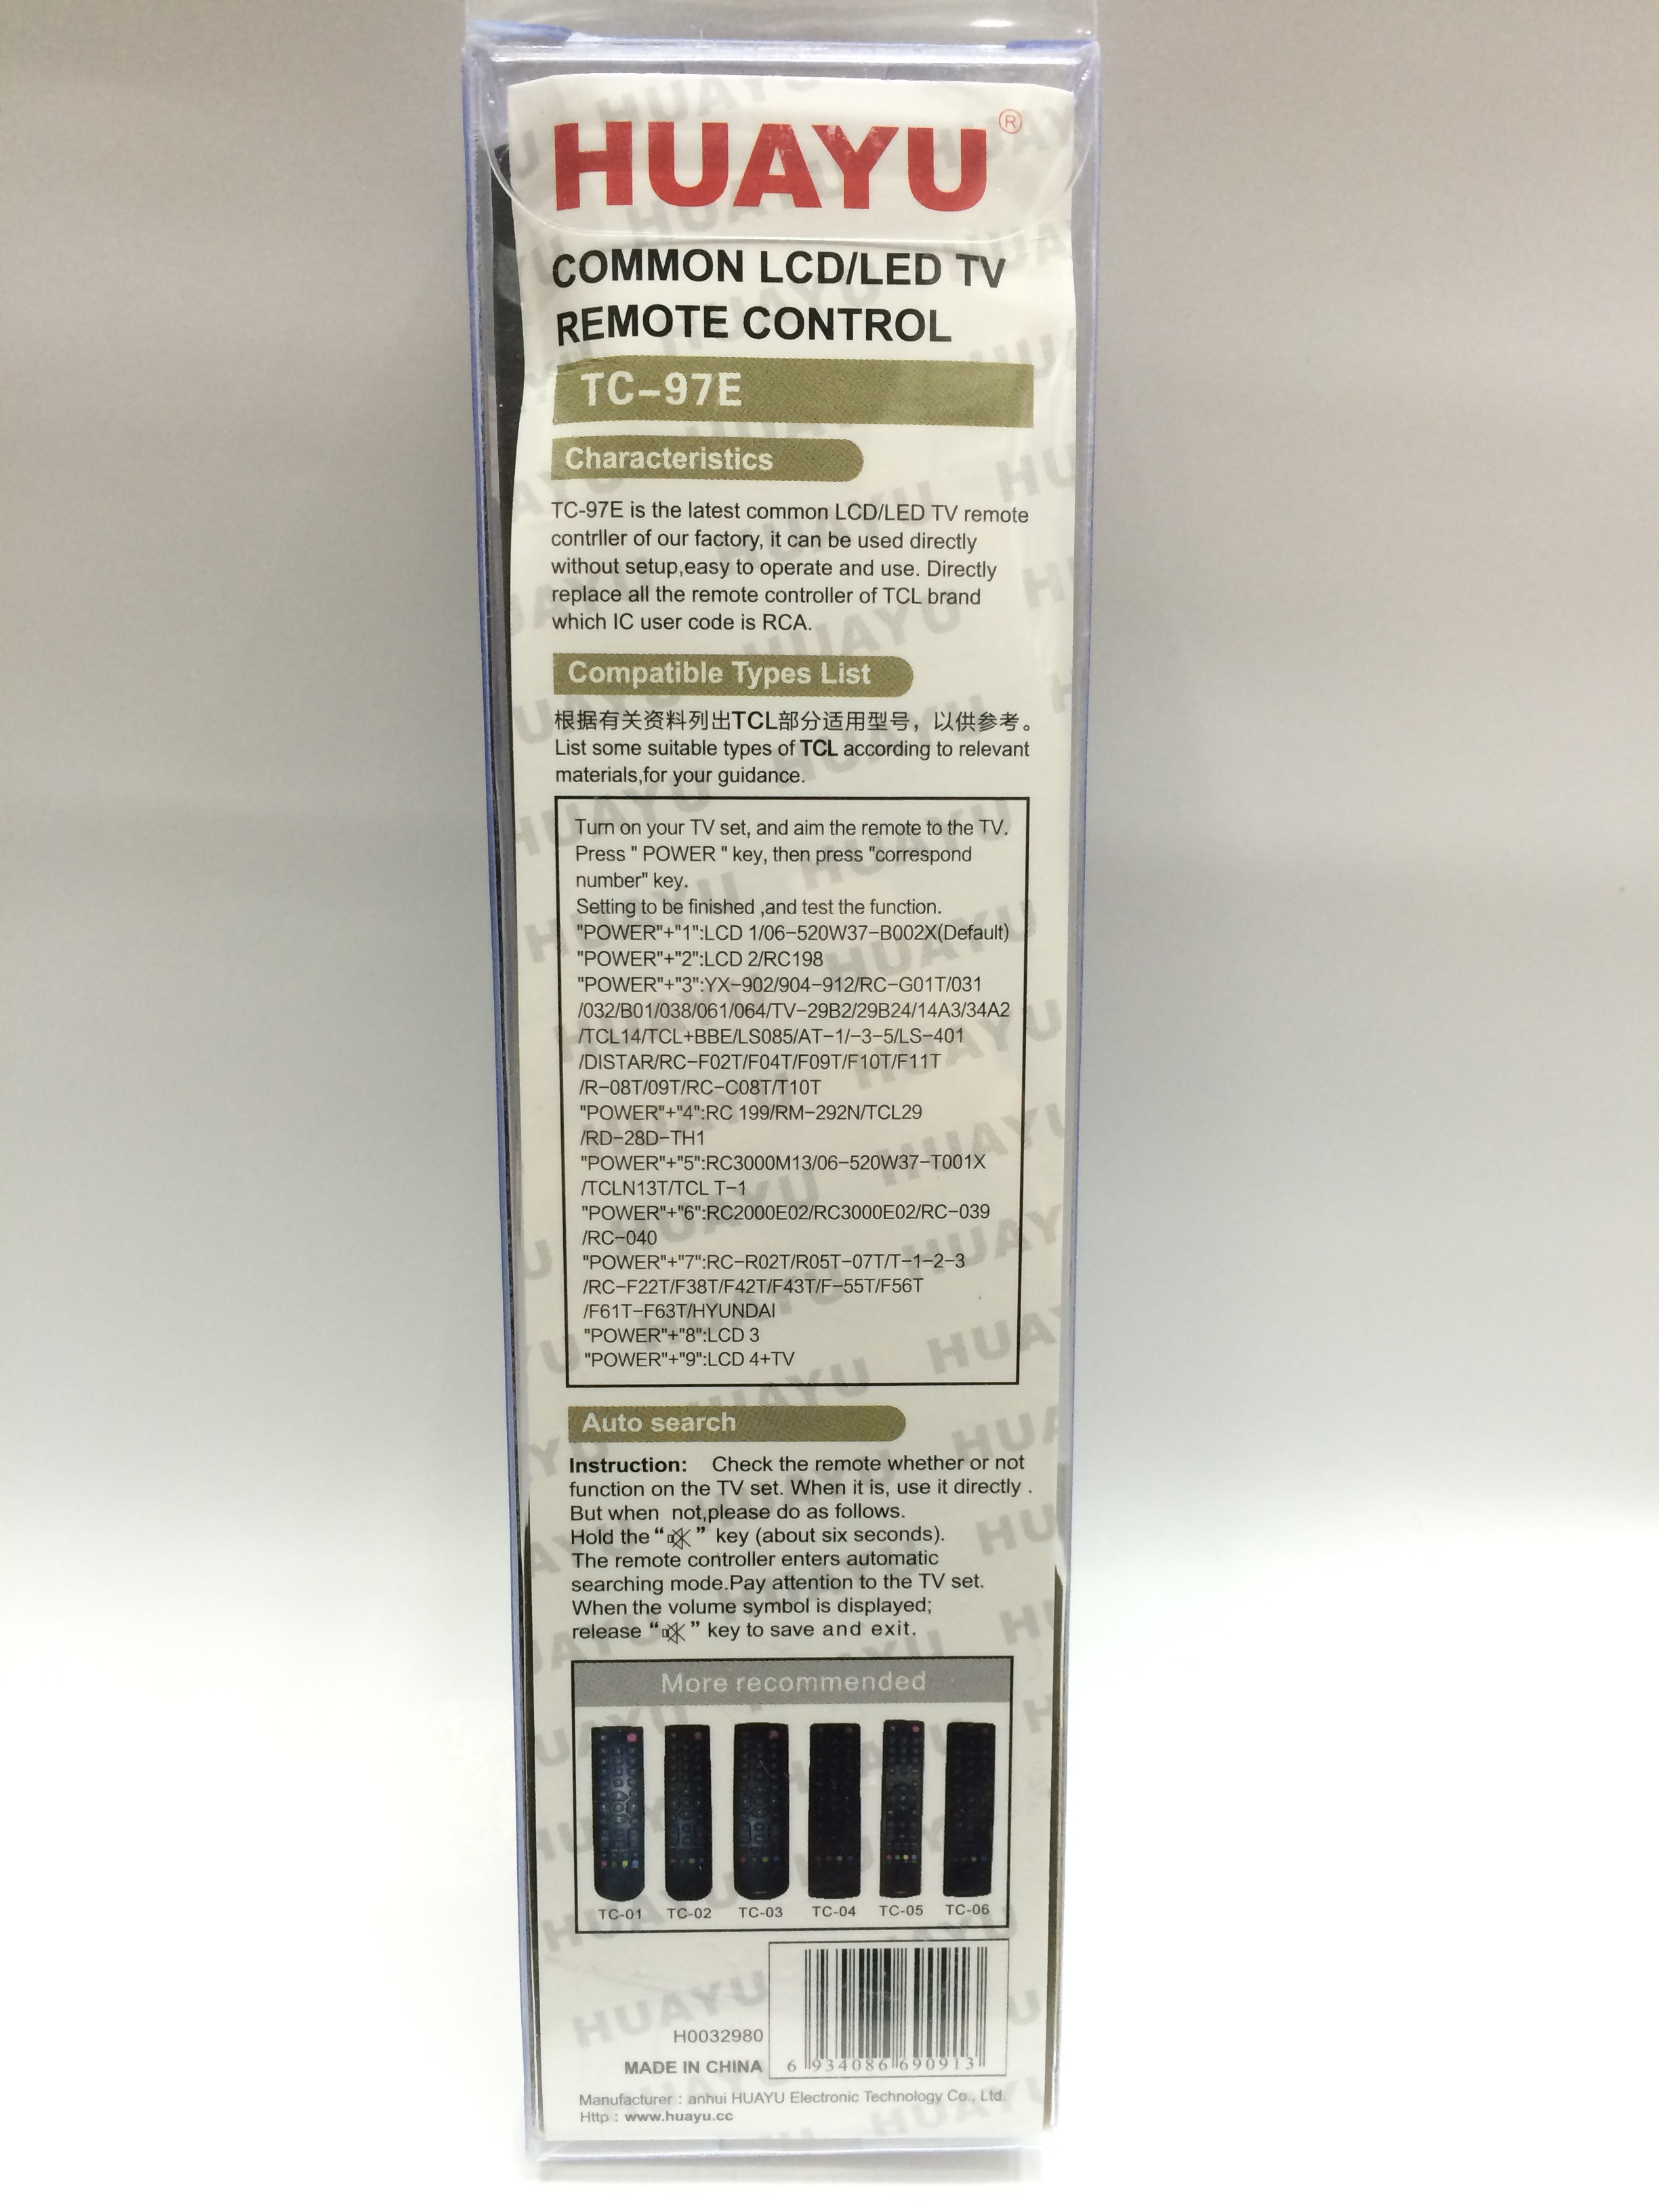 HUAYU®
COMMON LCD/LED TV
REMOTE CONTROL
TC-97E
Characteristics
TC-97E is the latest common LCD/LED TV remote
contrller of our factory, it can be used directly
without setup,easy to operate and use. Directly
replace all the remote controller of TCL brand
which IC user code is RCA.
Compatible Types List
根据有关资料列出TCL部分适用型号，以供参考。
List some suitable types of TCL according to relevant
materials,for your guidance.
Turn on your TV set, and aim the remote to the TV.
Press " POWER " key, then press "correspond
number" key.
Setting to be finished ,and test the function.
"POWER"+"1":LCD 1/06-520W37-B002X(Default)
"POWER"+"2":LCD 2/RC198
"POWER"+"3":YX-902/904-912/RC-G01T/031
/032/B01/038/061/064/TV-29B2/29B24/14A3/34A2
/TCL14/TCL+BBE/LS085/AT-1/-3-5/LS-401
/DISTAR/RC-F02T/F04T/F09T/F10T/F11T
/R-08T/09T/RC-C08T/T10T
"POWER"+"4":RC 199/RM-292N/TCL29
/RD-28D-TH1
"POWER"+"5":RC3000M13/06-520W37-T001X
/TCLN13T/TCL T-1
"POWER"+"6":RC2000E02/RC3000E02/RC-039
/RC-040
"POWER"+"7":RC-R02T/R05T-07T/T-1-2-3
/RC-F22T/F38T/F42T/F43T/F-55T/F56T
/F61T-F63T/HYUNDAI
"POWER"+"8":LCD 3
"POWER"+"9":LCD 4+TV
Auto search
Instruction: Check the remote whether or not
function on the TV set. When it is, use it directly .
But when not,please do as follows.
Hold the “ ” key (about six seconds).
The remote controller enters automatic
searching mode.Pay attention to the TV set.
When the volume symbol is displayed;
release “ ” key to save and exit.
More recommended
TC-01 TC-02 TC-03 TC-04 TC-05 TC-06
H0032980
MADE IN CHINA
6 934086 690913
Manufacturer : anhui HUAYU Electronic Technology Co., Ltd.
Http : www.huayu.cc